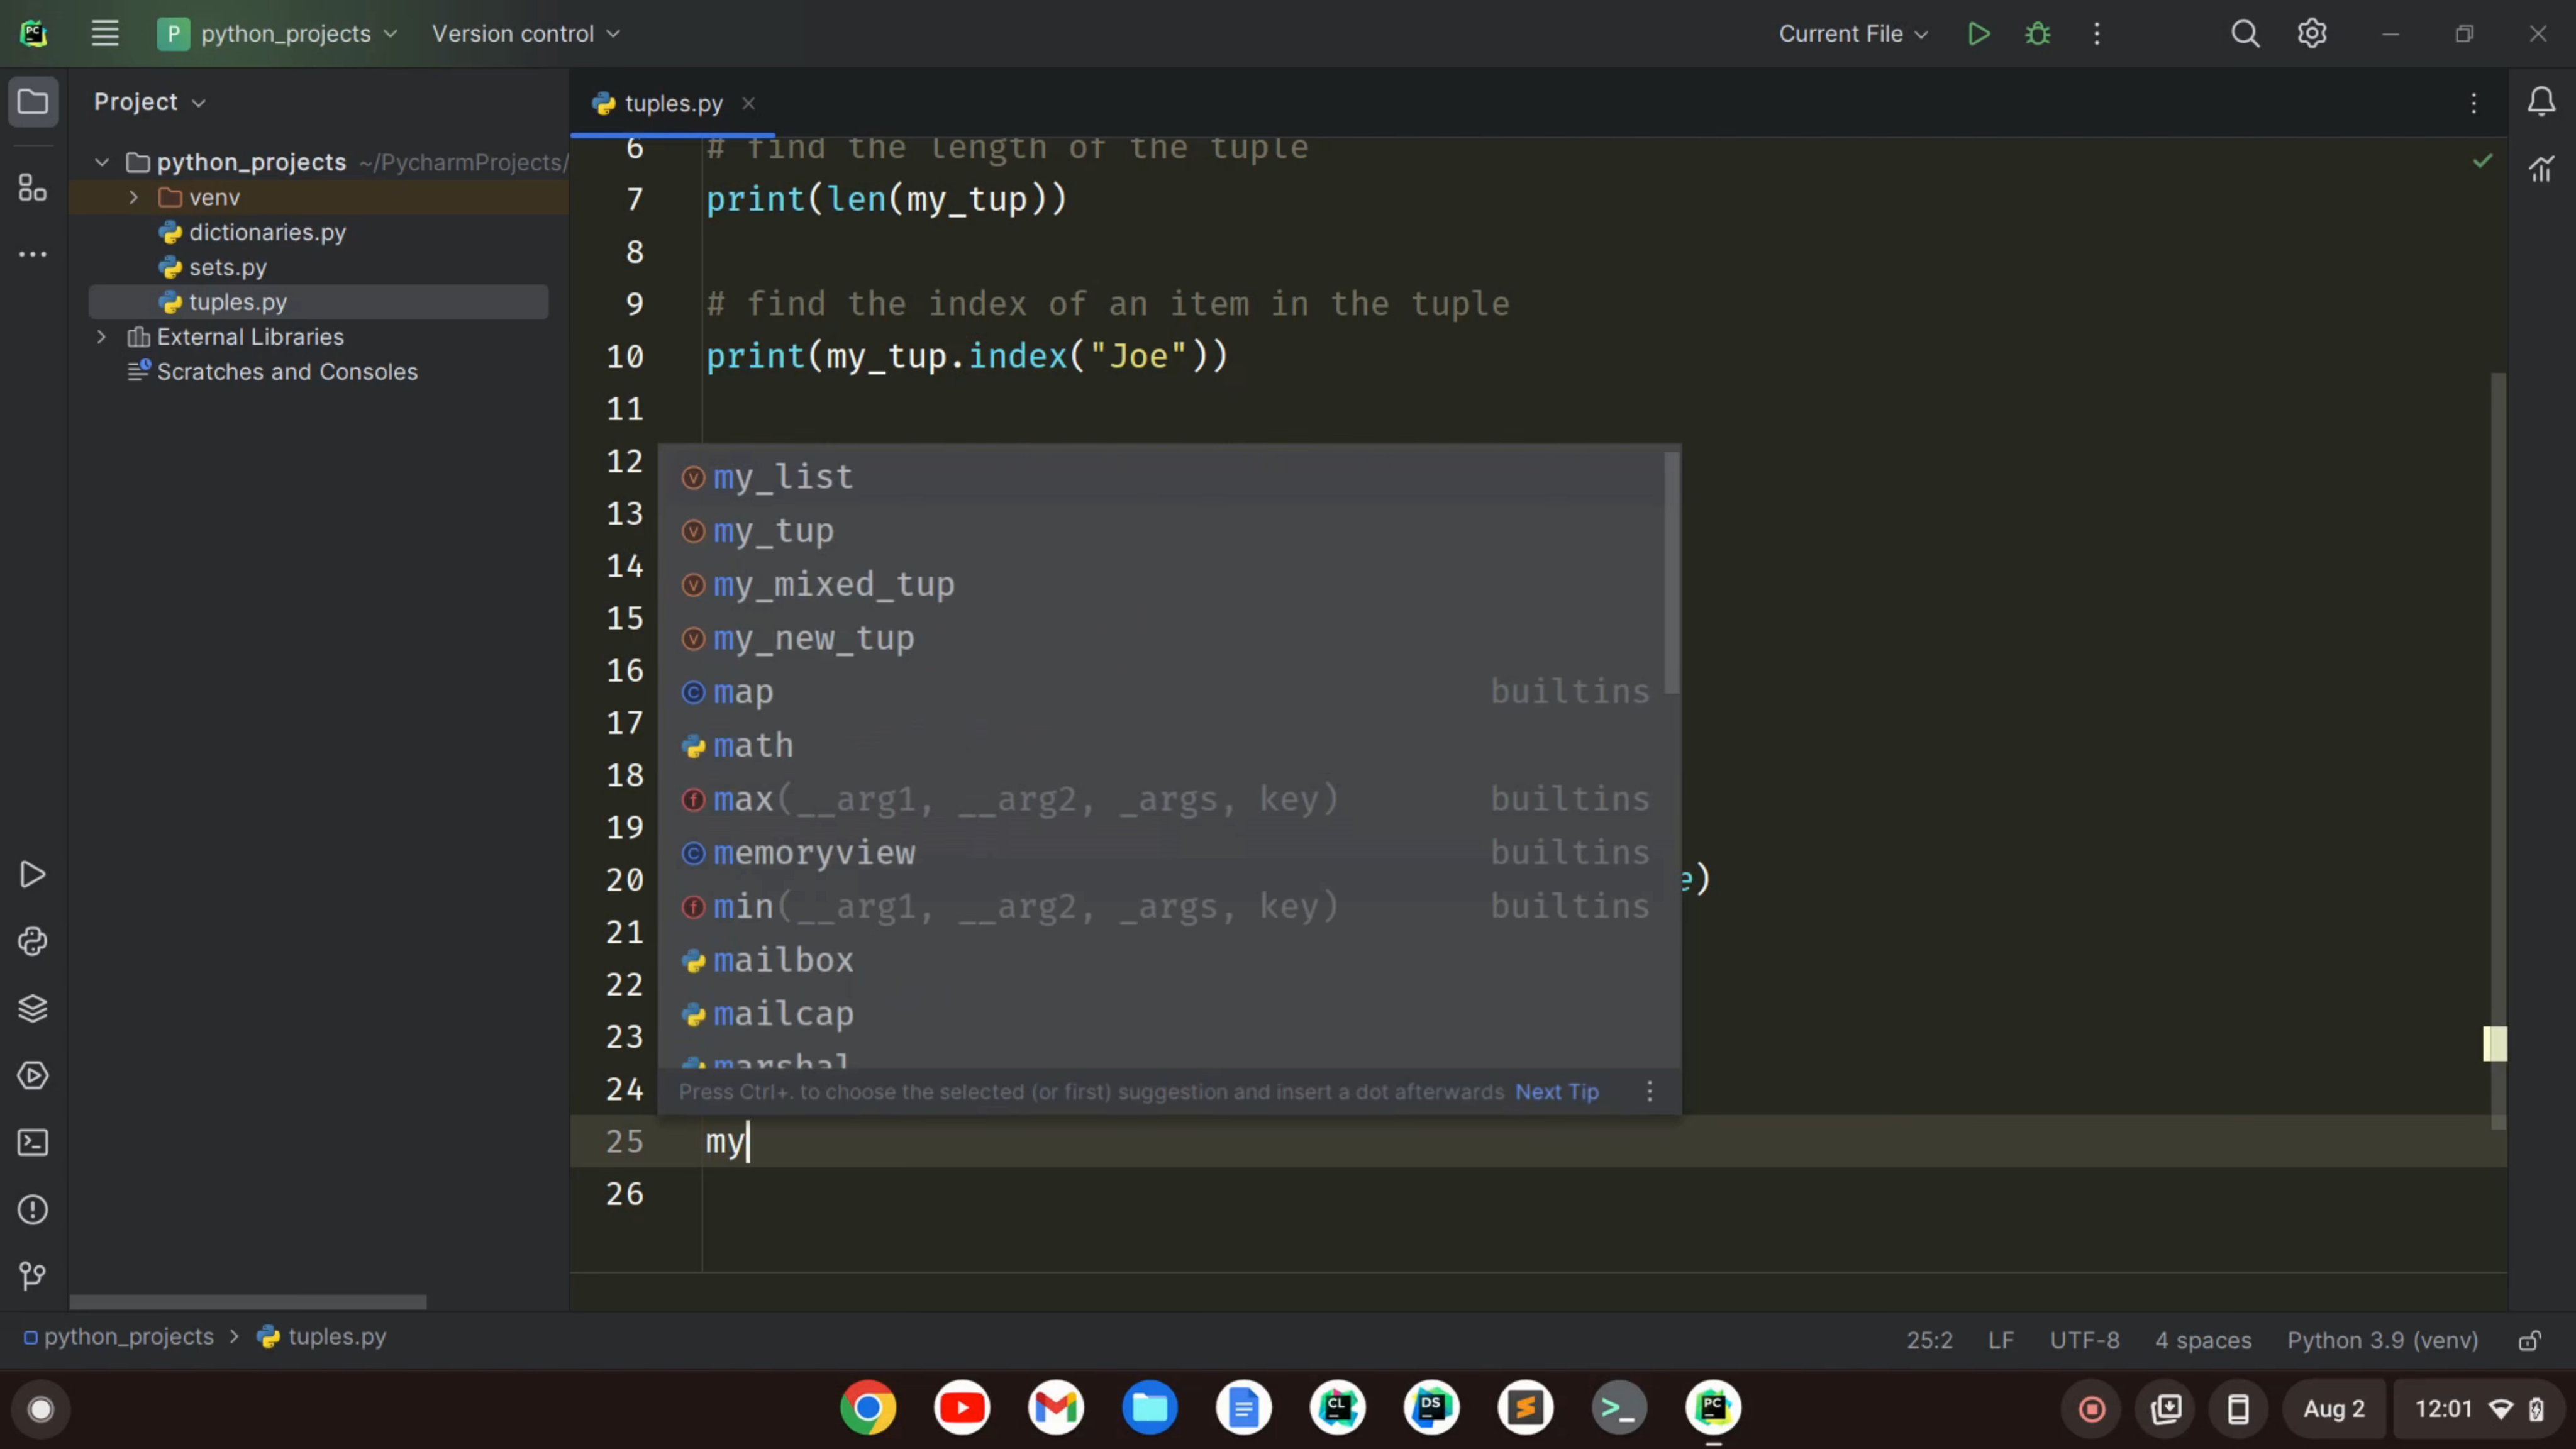 PC
P python_projects
Version control
Current File
Project
tuples.py
python_projects ~/PycharmProjects/
venv
dictionaries.py
sets.py
tuples.py
External Libraries
Scratches and Consoles
6 # find the length of the tuple
7 print(len(my_tup))
8
9 # find the index of an item in the tuple
10 print(my_tup.index("Joe"))
11
12
13
14
15
16
17
18
19
20 e)
21
22
23
24
25 my
26
my_list
my_tup
my_mixed_tup
my_new_tup
map builtins
math
max(__arg1, __arg2, _args, key) builtins
memoryview builtins
min(__arg1, __arg2, _args, key) builtins
mailbox
mailcap
marshal
Press Ctrl+. to choose the selected (or first) suggestion and insert a dot afterwards Next Tip
python_projects > tuples.py
25:2 LF UTF-8 4 spaces Python 3.9 (venv)
CL
DS
>_
PC
Aug 2
12:01